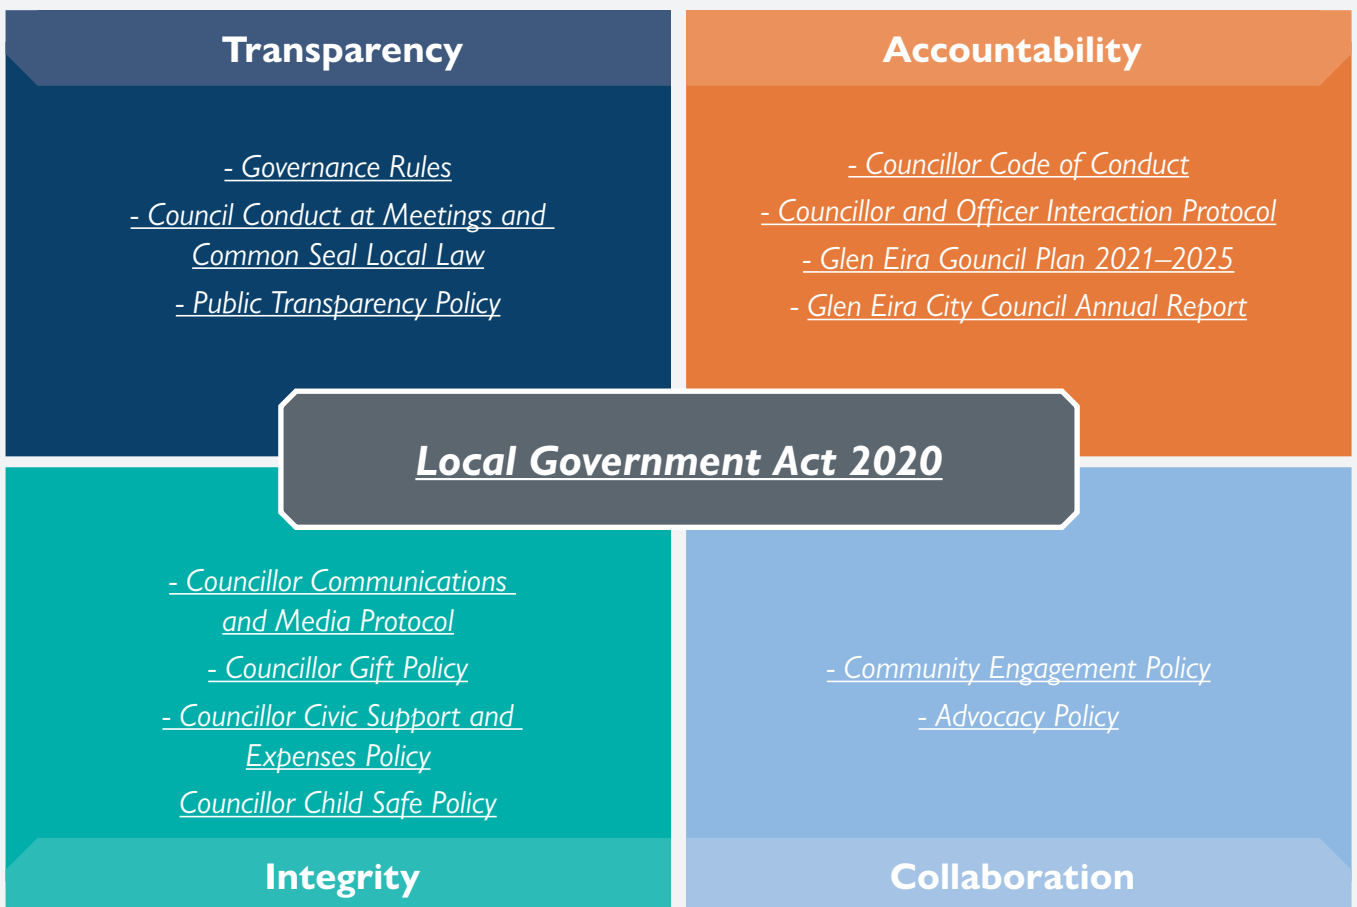 Transparency
- Governance Rules
- Council Conduct at Meetings and
Common Seal Local Law
- Public Transparency Policy
Accountability
- Councillor Code of Conduct
- Councillor and Officer Interaction Protocol
- Glen Eira Gouncil Plan 2021–2025
- Glen Eira City Council Annual Report
Local Government Act 2020
- Councillor Communications
and Media Protocol
- Councillor Gift Policy
- Councillor Civic Support and
Expenses Policy
Councillor Child Safe Policy
Integrity
- Community Engagement Policy
- Advocacy Policy
Collaboration